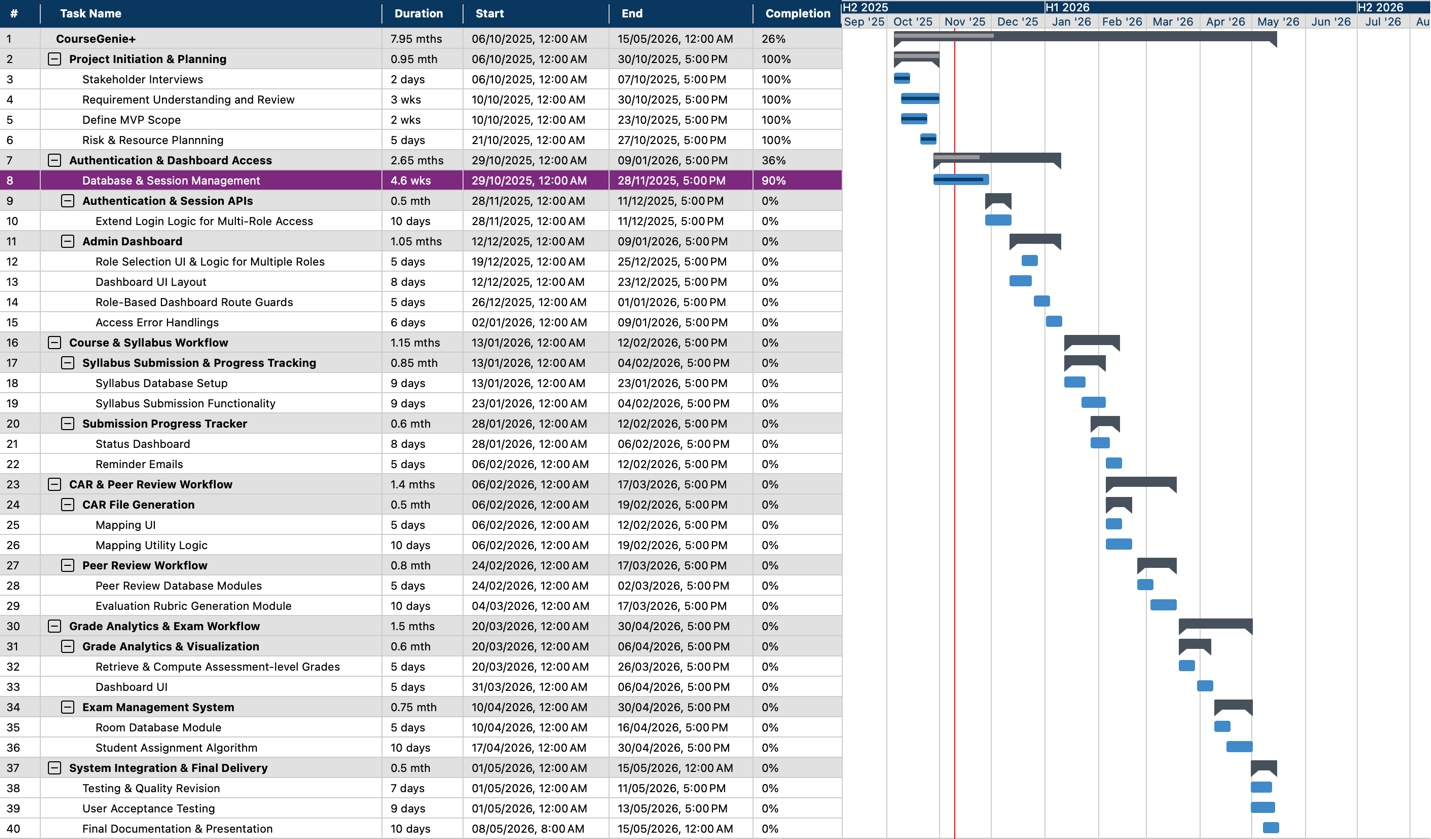 # Task Name Duration Start End Completion H2 2025 H1 2026 H2 2026
Sep '25 Oct '25 Nov '25 Dec '25 Jan '26 Feb '26 Mar '26 Apr '26 May '26 Jun '26 Jul '26 Au
1 CourseGenie+ 7.95 mths 06/10/2025, 12:00 AM 15/05/2026, 12:00 AM 26%
2 Project Initiation & Planning 0.95 mth 06/10/2025, 12:00 AM 30/10/2025, 5:00 PM 100%
3 Stakeholder Interviews 2 days 06/10/2025, 12:00 AM 07/10/2025, 5:00 PM 100%
4 Requirement Understanding and Review 3 wks 10/10/2025, 12:00 AM 30/10/2025, 5:00 PM 100%
5 Define MVP Scope 2 wks 10/10/2025, 12:00 AM 23/10/2025, 5:00 PM 100%
6 Risk & Resource Plannning 5 days 21/10/2025, 12:00 AM 27/10/2025, 5:00 PM 100%
7 Authentication & Dashboard Access 2.65 mths 29/10/2025, 12:00 AM 09/01/2026, 5:00 PM 36%
8 Database & Session Management 4.6 wks 29/10/2025, 12:00 AM 28/11/2025, 5:00 PM 90%
9 Authentication & Session APIs 0.5 mth 28/11/2025, 12:00 AM 11/12/2025, 5:00 PM 0%
10 Extend Login Logic for Multi-Role Access 10 days 28/11/2025, 12:00 AM 11/12/2025, 5:00 PM 0%
11 Admin Dashboard 1.05 mths 12/12/2025, 12:00 AM 09/01/2026, 5:00 PM 0%
12 Role Selection UI & Logic for Multiple Roles 5 days 19/12/2025, 12:00 AM 25/12/2025, 5:00 PM 0%
13 Dashboard UI Layout 8 days 12/12/2025, 12:00 AM 23/12/2025, 5:00 PM 0%
14 Role-Based Dashboard Route Guards 5 days 26/12/2025, 12:00 AM 01/01/2026, 5:00 PM 0%
15 Access Error Handlings 6 days 02/01/2026, 12:00 AM 09/01/2026, 5:00 PM 0%
16 Course & Syllabus Workflow 1.15 mths 13/01/2026, 12:00 AM 12/02/2026, 5:00 PM 0%
17 Syllabus Submission & Progress Tracking 0.85 mth 13/01/2026, 12:00 AM 04/02/2026, 5:00 PM 0%
18 Syllabus Database Setup 9 days 13/01/2026, 12:00 AM 23/01/2026, 5:00 PM 0%
19 Syllabus Submission Functionality 9 days 23/01/2026, 12:00 AM 04/02/2026, 5:00 PM 0%
20 Submission Progress Tracker 0.6 mth 28/01/2026, 12:00 AM 12/02/2026, 5:00 PM 0%
21 Status Dashboard 8 days 28/01/2026, 12:00 AM 06/02/2026, 5:00 PM 0%
22 Reminder Emails 5 days 06/02/2026, 12:00 AM 12/02/2026, 5:00 PM 0%
23 CAR & Peer Review Workflow 1.4 mths 06/02/2026, 12:00 AM 17/03/2026, 5:00 PM 0%
24 CAR File Generation 0.5 mth 06/02/2026, 12:00 AM 19/02/2026, 5:00 PM 0%
25 Mapping UI 5 days 06/02/2026, 12:00 AM 12/02/2026, 5:00 PM 0%
26 Mapping Utility Logic 10 days 06/02/2026, 12:00 AM 19/02/2026, 5:00 PM 0%
27 Peer Review Workflow 0.8 mth 24/02/2026, 12:00 AM 17/03/2026, 5:00 PM 0%
28 Peer Review Database Modules 5 days 24/02/2026, 12:00 AM 02/03/2026, 5:00 PM 0%
29 Evaluation Rubric Generation Module 10 days 04/03/2026, 12:00 AM 17/03/2026, 5:00 PM 0%
30 Grade Analytics & Exam Workflow 1.5 mths 20/03/2026, 12:00 AM 30/04/2026, 5:00 PM 0%
31 Grade Analytics & Visualization 0.6 mth 20/03/2026, 12:00 AM 06/04/2026, 5:00 PM 0%
32 Retrieve & Compute Assessment-level Grades 5 days 20/03/2026, 12:00 AM 26/03/2026, 5:00 PM 0%
33 Dashboard UI 5 days 31/03/2026, 12:00 AM 06/04/2026, 5:00 PM 0%
34 Exam Management System 0.75 mth 10/04/2026, 12:00 AM 30/04/2026, 5:00 PM 0%
35 Room Database Module 5 days 10/04/2026, 12:00 AM 16/04/2026, 5:00 PM 0%
36 Student Assignment Algorithm 10 days 17/04/2026, 12:00 AM 30/04/2026, 5:00 PM 0%
37 System Integration & Final Delivery 0.5 mth 01/05/2026, 12:00 AM 15/05/2026, 12:00 AM 0%
38 Testing & Quality Revision 7 days 01/05/2026, 12:00 AM 11/05/2026, 5:00 PM 0%
39 User Acceptance Testing 9 days 01/05/2026, 12:00 AM 13/05/2026, 5:00 PM 0%
40 Final Documentation & Presentation 10 days 08/05/2026, 8:00 AM 15/05/2026, 12:00 AM 0%